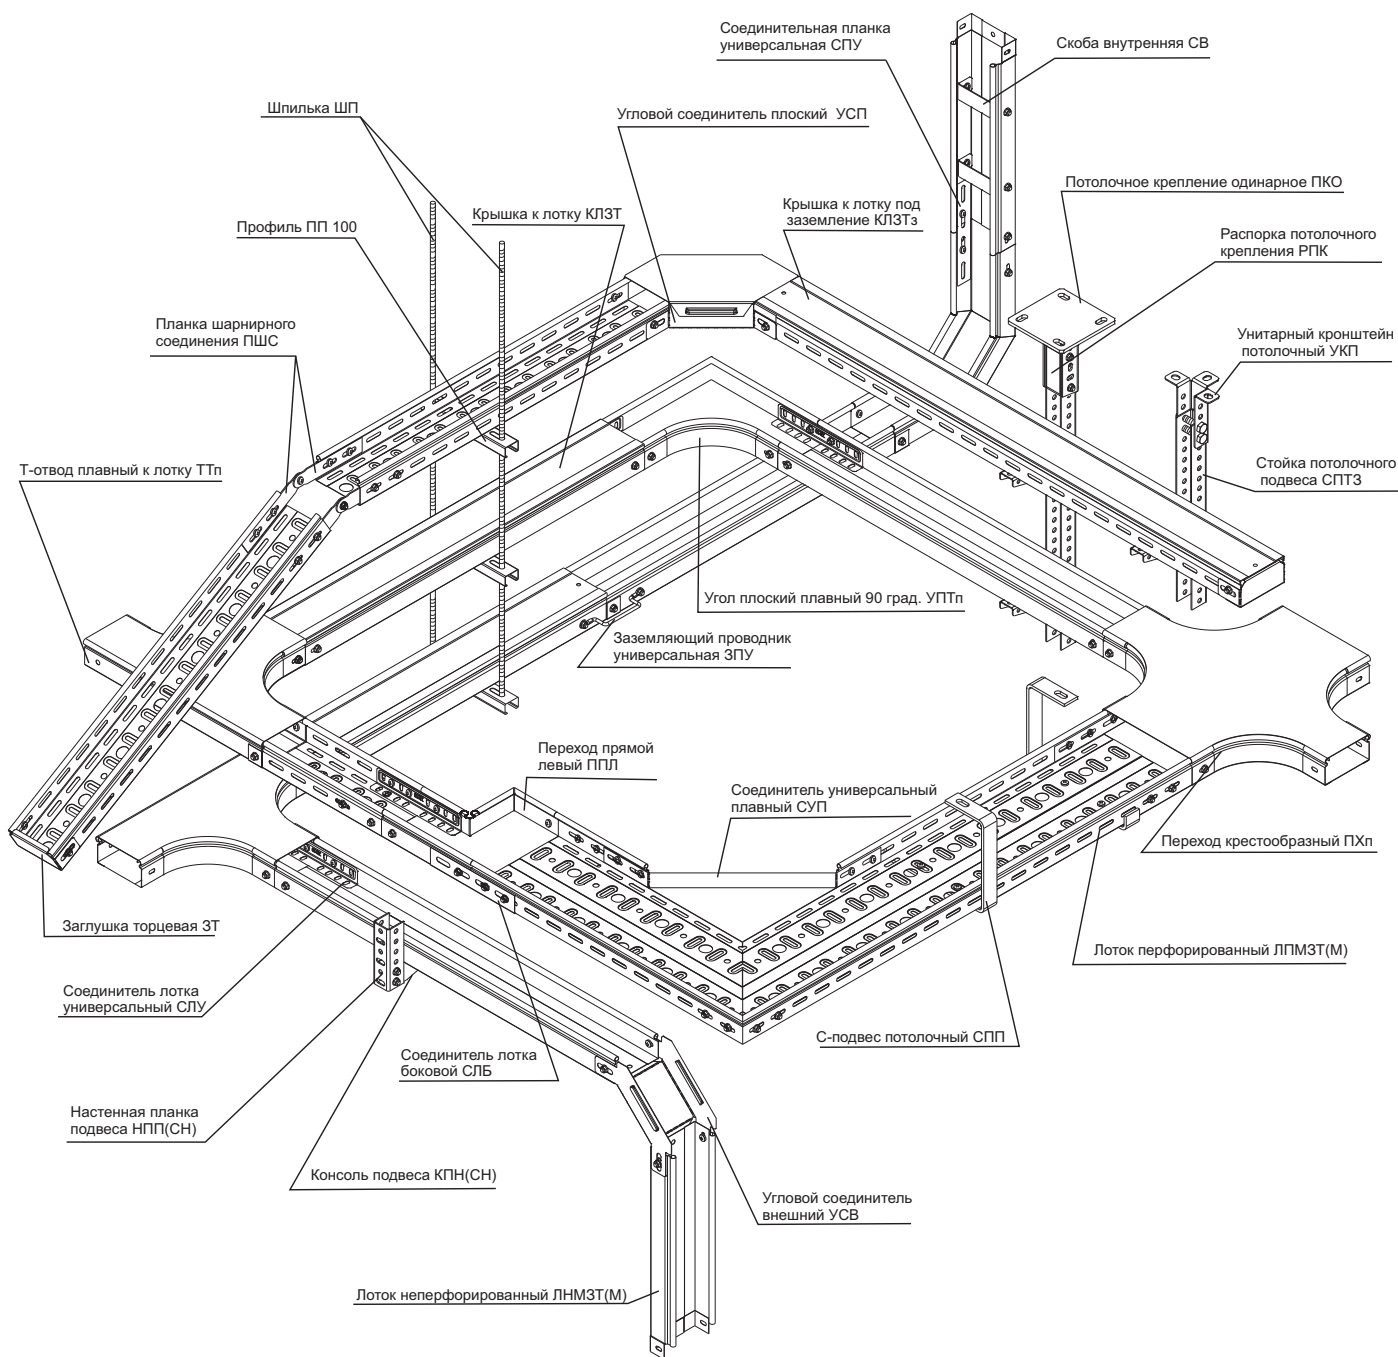 Соединительная планка
универсальная СПУ
Скоба внутренняя СВ
Шпилька ШП
Угловой соединитель плоский УСП
Потолочное крепление одинарное ПКО
Крышка к лотку КЛЗТ
Крышка к лотку под
заземление КЛЗТз
Профиль ПП 100
Распорка потолочного
крепления РПК
Планка шарнирного
соединения ПШС
Унитарный кронштейн
потолочный УКП
Т-отвод плавный к лотку ТТп
Стойка потолочного
подвеса СПТЗ
Угол плоский плавный 90 град. УПТп
Заземляющий проводник
универсальная ЗПУ
Переход прямой
левый ППЛ
Соединитель универсальный
плавный СУП
Переход крестообразный ПХп
Заглушка торцевая ЗТ
Лоток перфорированный ЛПМЗТ(М)
Соединитель лотка
универсальный СЛУ
С-подвес потолочный СПП
Соединитель лотка
боковой СЛБ
Настенная планка
подвеса НПП(СН)
Консоль подвеса КПН(СН)
Угловой соединитель
внешний УСВ
Лоток неперфорированный ЛНМЗТ(М)